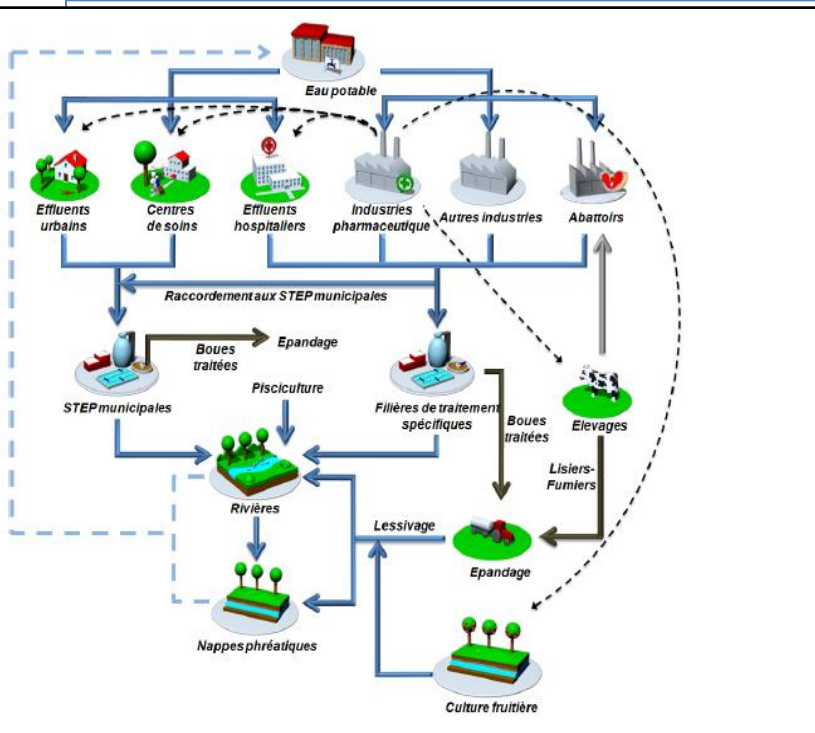 Eau potable
Effluents
urbains
Centres
de soins
Effluents
hospitaliers
Industries
pharmaceutique
Autres industries
Abattoirs
Raccordement aux STEP municipales
Boues
traitées
Epandage
Pisciculture
STEP municipales
Filières de traitement
spécifiques
Boues
traitées
Elevages
Lisiers-
Fumiers
Rivières
Lessivage
Epandage
Nappes phréatiques
Culture fruitière